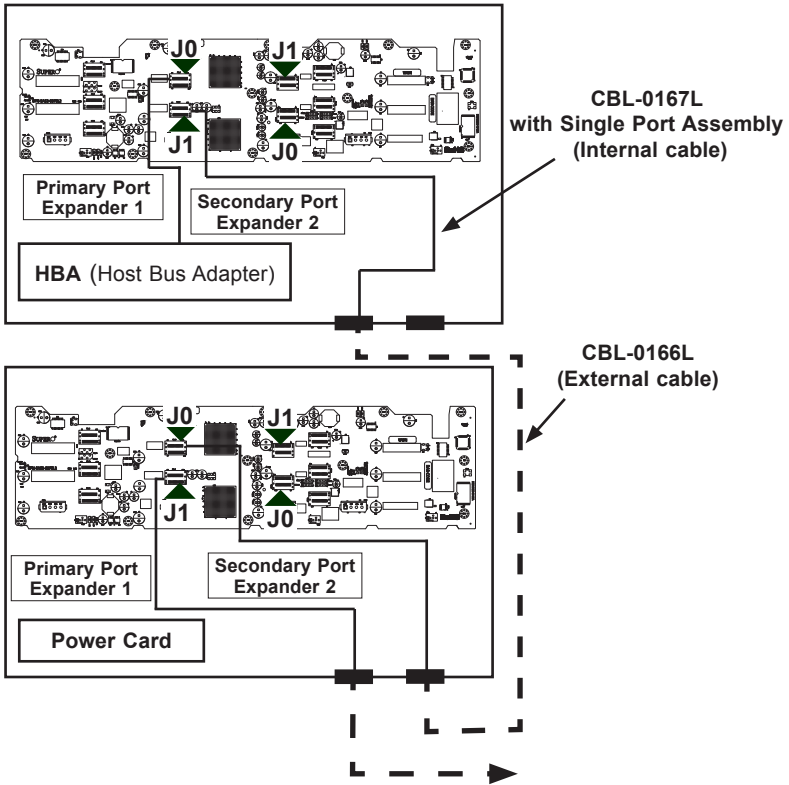 J0
J1
SUPER
J1
J0
CBL-0167L
with Single Port Assembly
(Internal cable)
Primary Port
Expander 1
Secondary Port
Expander 2
HBA (Host Bus Adapter)
CBL-0166L
(External cable)
J0
J1
SUPER
J1
J0
Primary Port
Expander 1
Secondary Port
Expander 2
Power Card